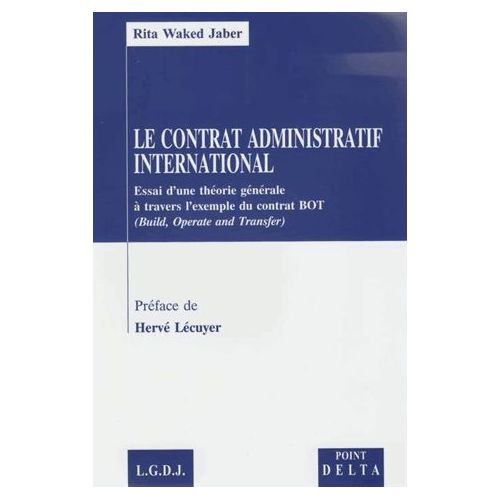 Rita Waked Jaber
LE CONTRAT ADMINISTRATIF
INTERNATIONAL
Essai d'une théorie générale
à travers l'exemple du contrat BOT
(Build, Operate and Transfer)
Préface de
Hervé Lécuyer
L.G.D.J.
POINT
DELTA